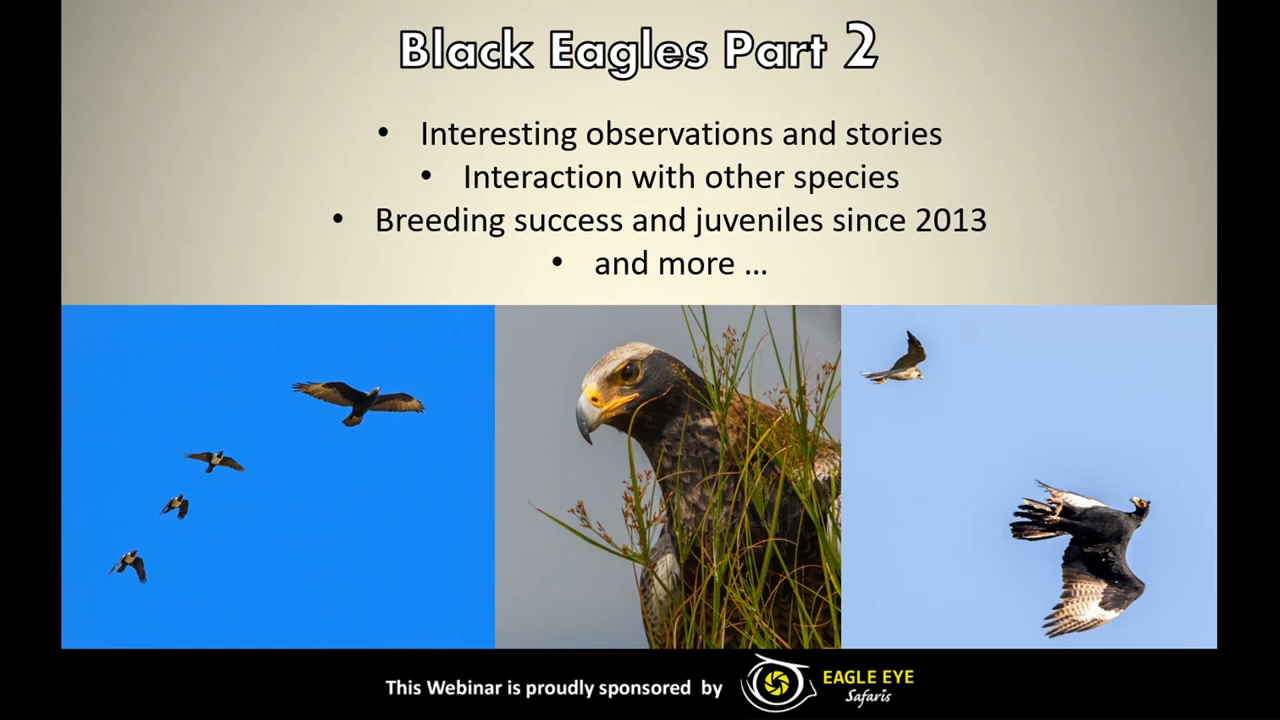 Black Eagles Part 2
• Interesting observations and stories
• Interaction with other species
• Breeding success and juveniles since 2013
• and more ...
This Webinar is proudly sponsored by
EAGLE EYE
Safaris